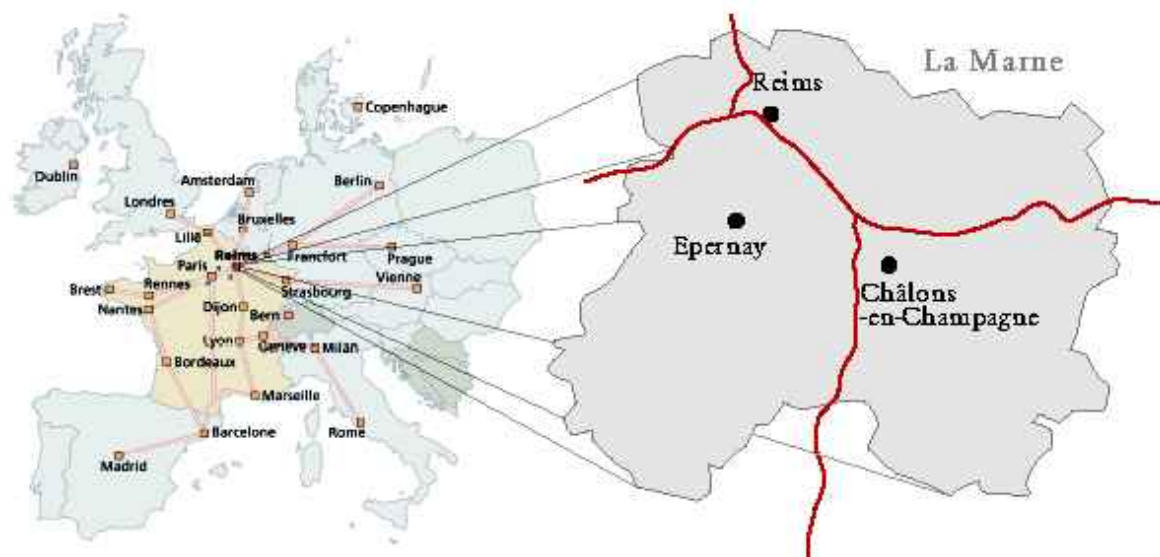 La Marne
Reims
Epernay
Châlons
-en-Champagne
Copenhague
Dublin
Amsterdam
Berlin
Londres
Bruxelles
Lille
Reims
Francfort
Prague
Paris
Strasbourg
Vienne
Brest
Rennes
Nantes
Dijon
Bern
Lyon
Genève
Milan
Bordeaux
Marseille
Rome
Barcelone
Madrid